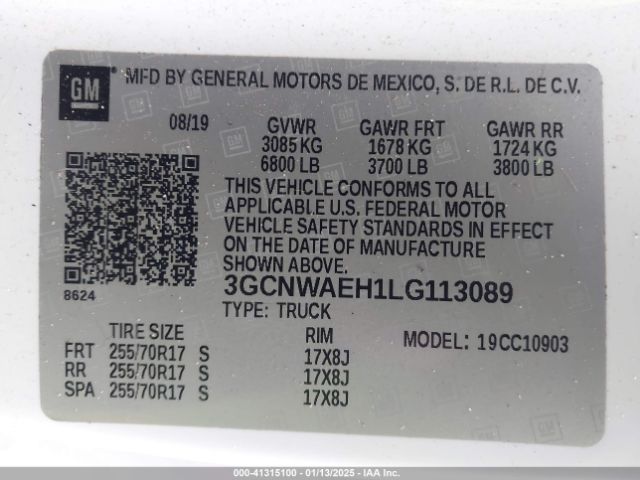 GM
MFD BY GENERAL MOTORS DE MEXICO, S. DE R.L. DE C.V.
08/19 GVWR GAWR FRT GAWR RR
3085 KG 1678 KG 1724 KG
6800 LB 3700 LB 3800 LB
THIS VEHICLE CONFORMS TO ALL
APPLICABLE U.S. FEDERAL MOTOR
VEHICLE SAFETY STANDARDS IN EFFECT
ON THE DATE OF MANUFACTURE
SHOWN ABOVE.
8624
3GCNWAEH1LG113089
TYPE: TRUCK
TIRE SIZE RIM MODEL: 19CC10903
FRT 255/70R17 S 17X8J
RR 255/70R17 S 17X8J
SPA 255/70R17 S 17X8J
000-41315100 - 01/13/2025 - IAA Inc.